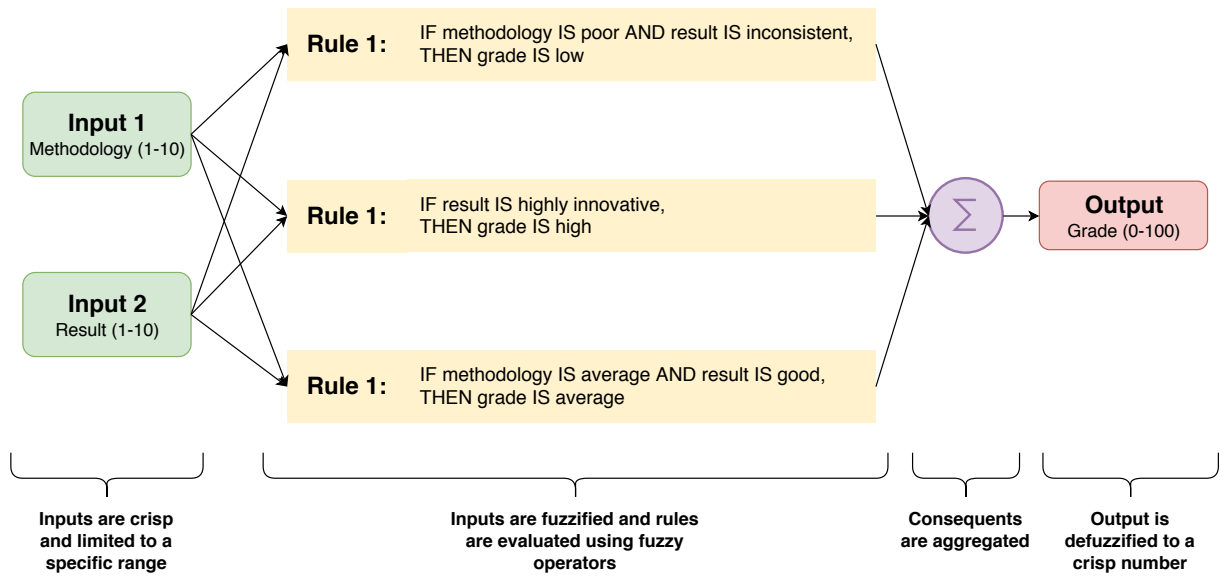 Input 1
Methodology (1-10)
Input 2
Result (1-10)
Rule 1:
IF methodology IS poor AND result IS inconsistent,
THEN grade IS low
Rule 1:
IF result IS highly innovative,
THEN grade IS high
Rule 1:
IF methodology IS average AND result IS good,
THEN grade IS average
∑
Output
Grade (0-100)
Inputs are crisp
and limited to a
specific range
Inputs are fuzzified and rules
are evaluated using fuzzy
operators
Consequents
are aggregated
Output is
defuzzified to a
crisp number